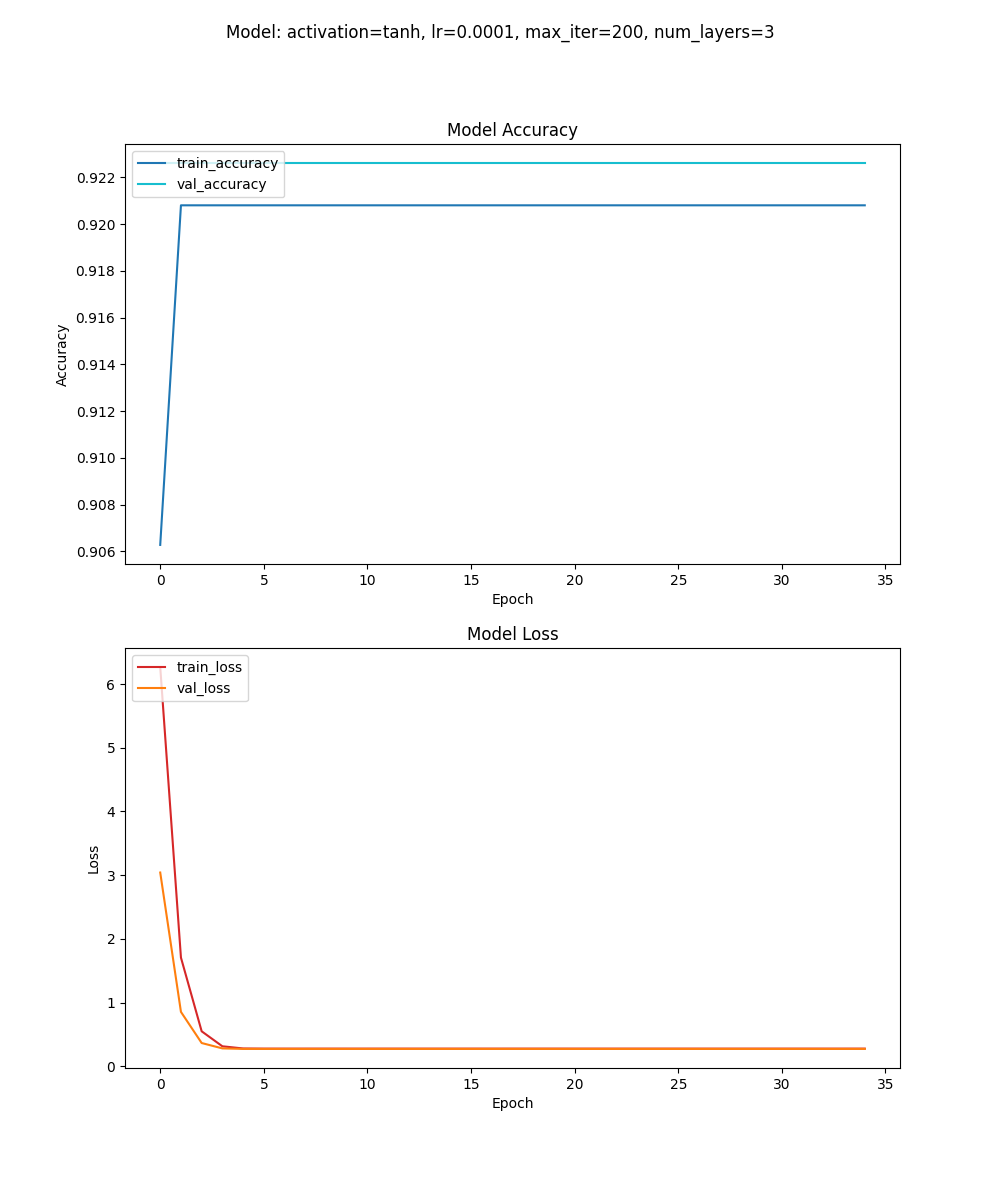 Model: activation=tanh, lr=0.0001, max_iter=200, num_layers=3
Model Accuracy
train_accuracy
val_accuracy
0.922
0.920
0.918
0.916
0.914
0.912
0.910
0.908
0.906
Accuracy
0 5 10 15 20 25 30 35
Epoch
Model Loss
train_loss
val_loss
6
5
4
3
2
1
0
Loss
0 5 10 15 20 25 30 35
Epoch